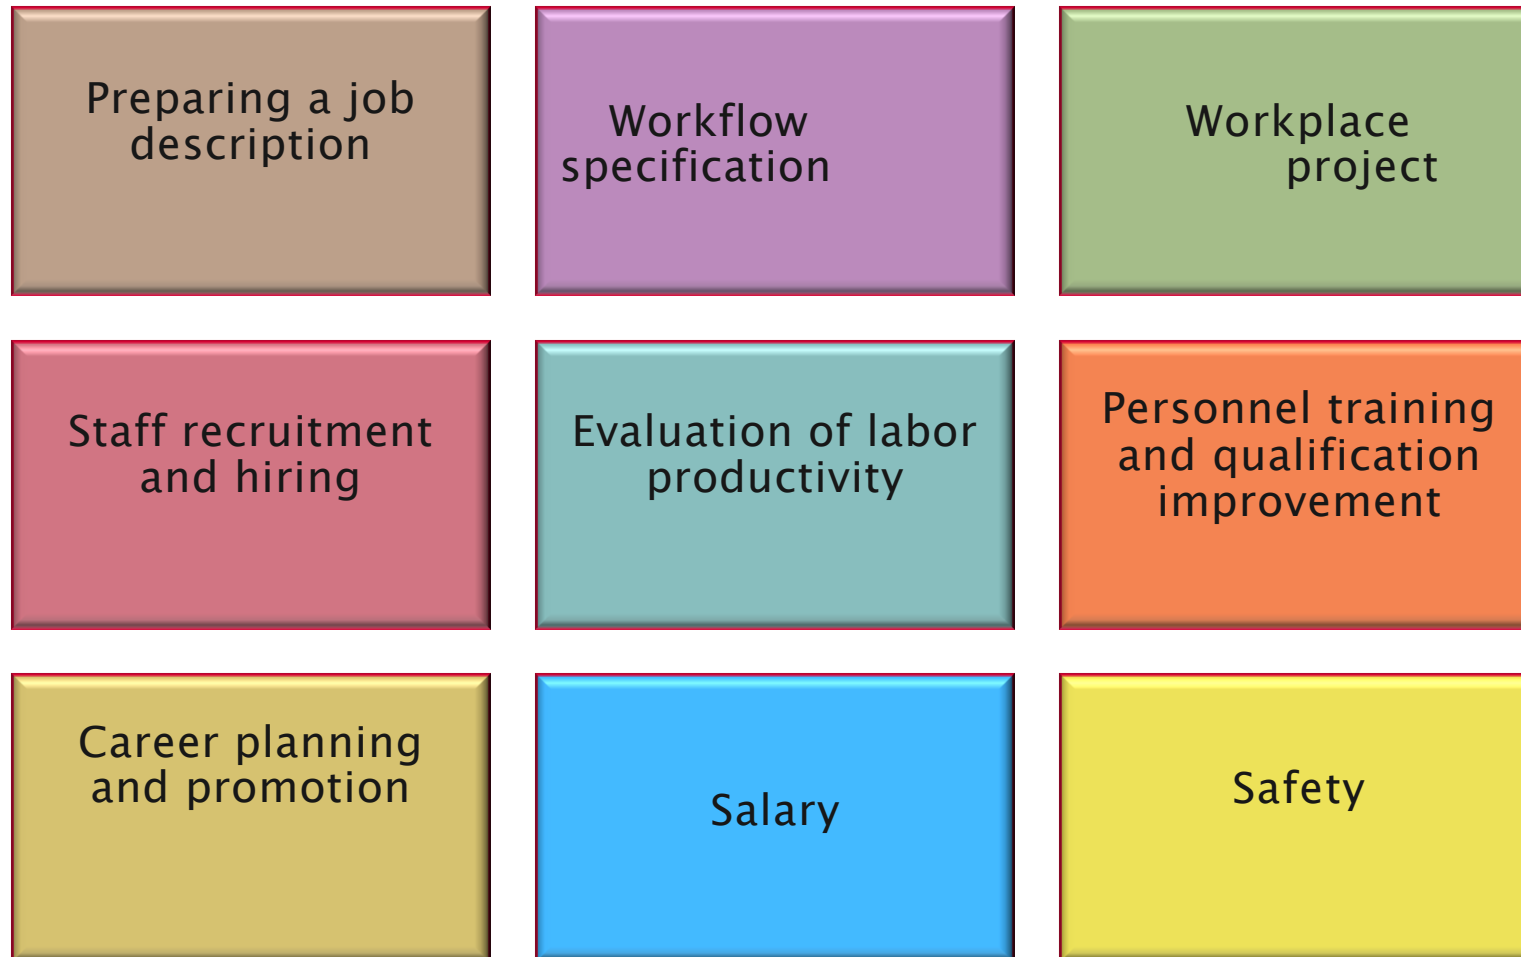 Preparing a job
description
Workflow
specification
Workplace
project
Staff recruitment
and hiring
Evaluation of labor
productivity
Personnel training
and qualification
improvement
Career planning
and promotion
Salary
Safety